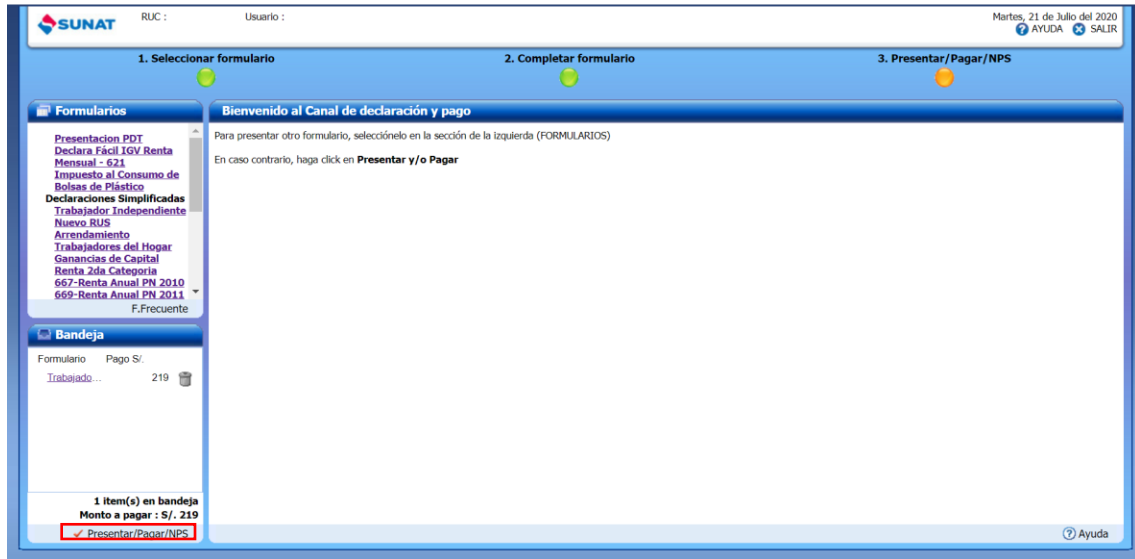 SUNAT
RUC :
Usuario :
Martes, 21 de Julio del 2020
AYUDA SALIR
1. Seleccionar formulario
2. Completar formulario
3. Presentar/Pagar/NPS
Formularios
Presentacion PDT
Declara Fácil IGV Renta
Mensual - 621
Impuesto al Consumo de
Bolsas de Plástico
Declaraciones Simplificadas
Trabajador Independiente
Nuevo RUS
Arrendamiento
Trabajadores del Hogar
Ganancias de Capital
Renta 2da Categoria
667-Renta Anual PN 2010
669-Renta Anual PN 2011
F.Frecuente
Bienvenido al Canal de declaración y pago
Para presentar otro formulario, selecciónelo en la sección de la izquierda (FORMULARIOS)
En caso contrario, haga click en Presentar y/o Pagar
Bandeja
Formulario Pago S/.
Trabajado... 219
1 item(s) en bandeja
Monto a pagar : S/. 219
Presentar/Pagar/NPS
Ayuda